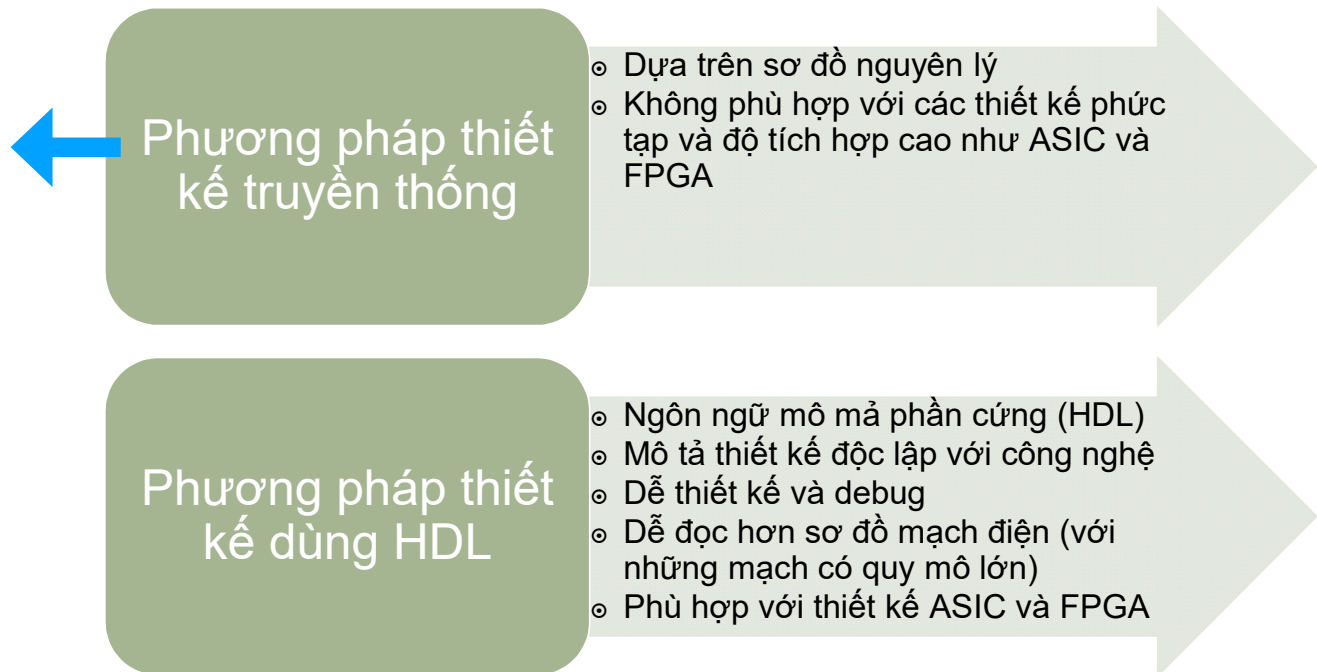 Phương pháp thiết
kế truyền thống
⊙ Dựa trên sơ đồ nguyên lý
⊙ Không phù hợp với các thiết kế phức
tạp và độ tích hợp cao như ASIC và
FPGA
Phương pháp thiết
kế dùng HDL
⊙ Ngôn ngữ mô mả phần cứng (HDL)
⊙ Mô tả thiết kế độc lập với công nghệ
⊙ Dễ thiết kế và debug
⊙ Dễ đọc hơn sơ đồ mạch điện (với
những mạch có quy mô lớn)
⊙ Phù hợp với thiết kế ASIC và FPGA